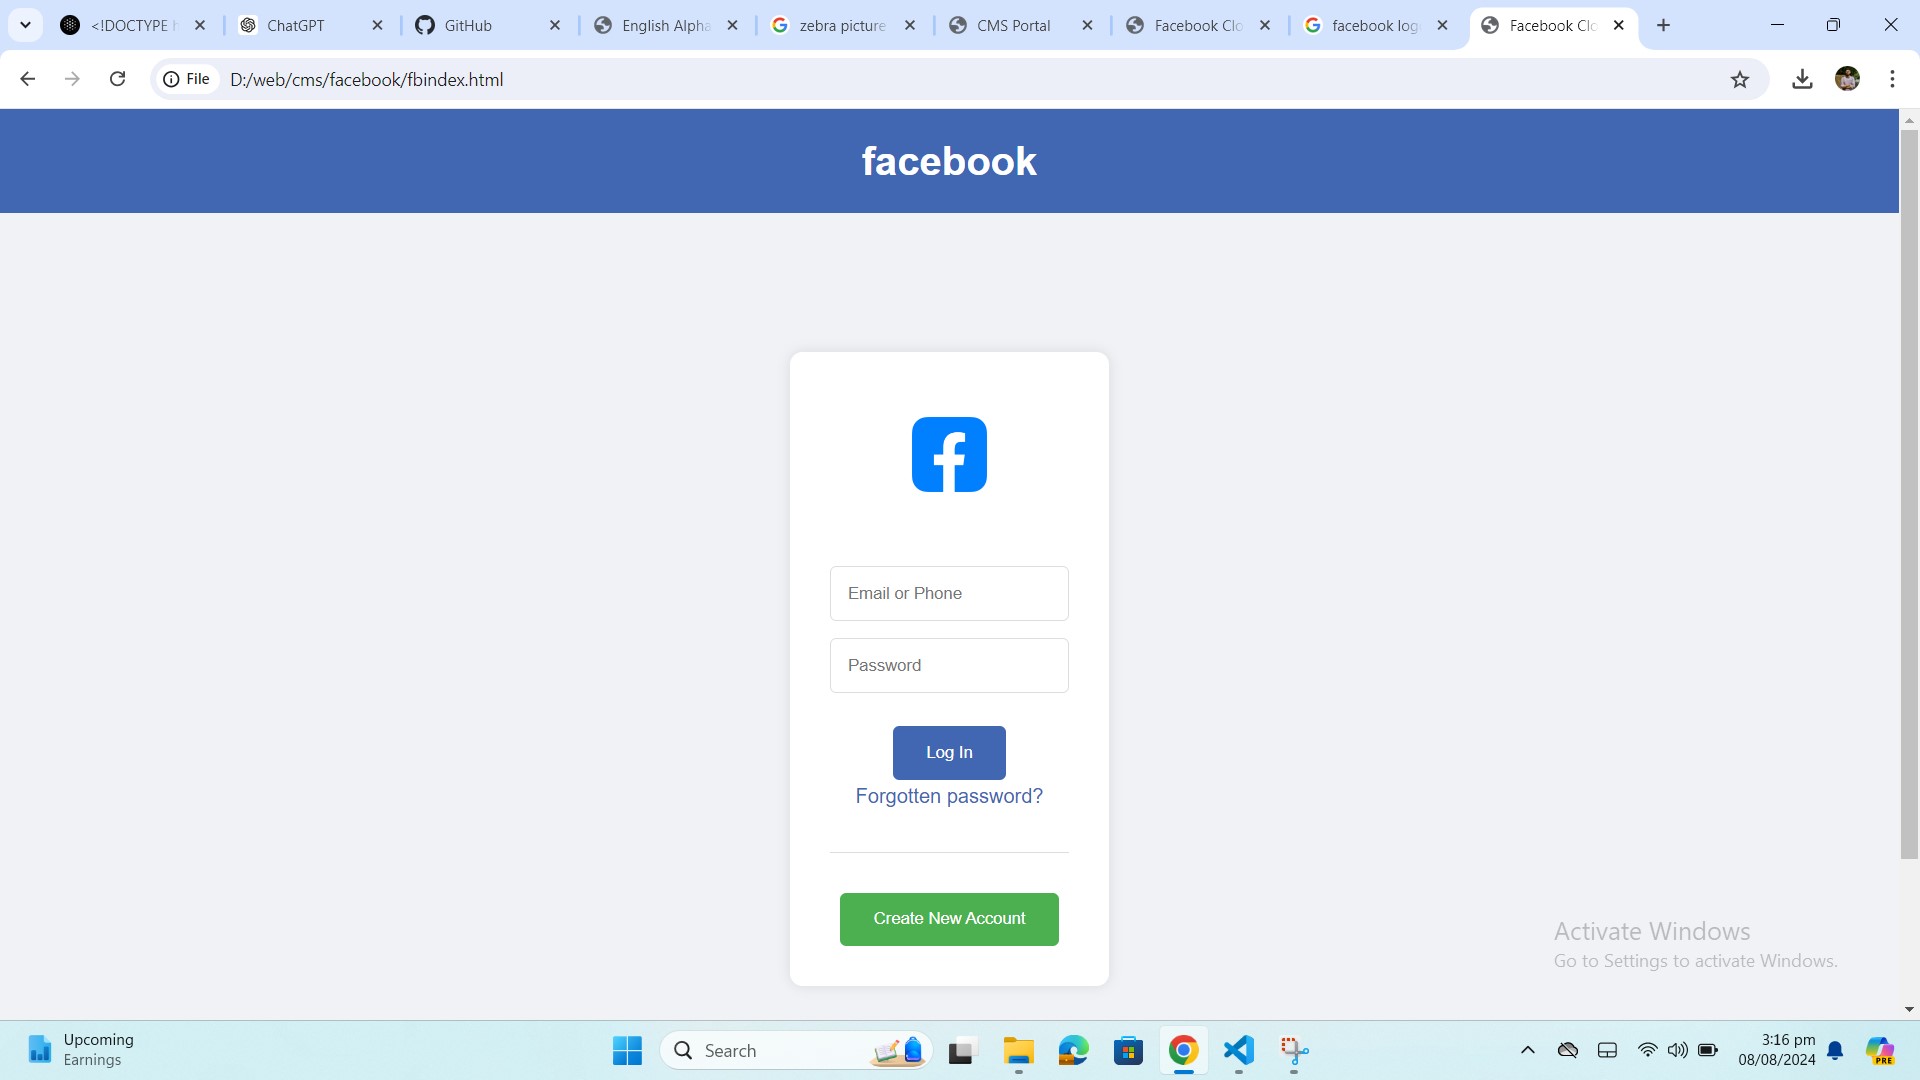 <!DOCTYPE h
ChatGPT
GitHub
English Alpha
zebra picture
CMS Portal
Facebook Clo
facebook log
Facebook Clo
File
D:/web/cms/facebook/fbindex.html
facebook
Email or Phone
Password
Log In
Forgotten password?
Create New Account
Activate Windows
Go to Settings to activate Windows.
Upcoming
Earnings
Search
3:16 pm
08/08/2024
PRE